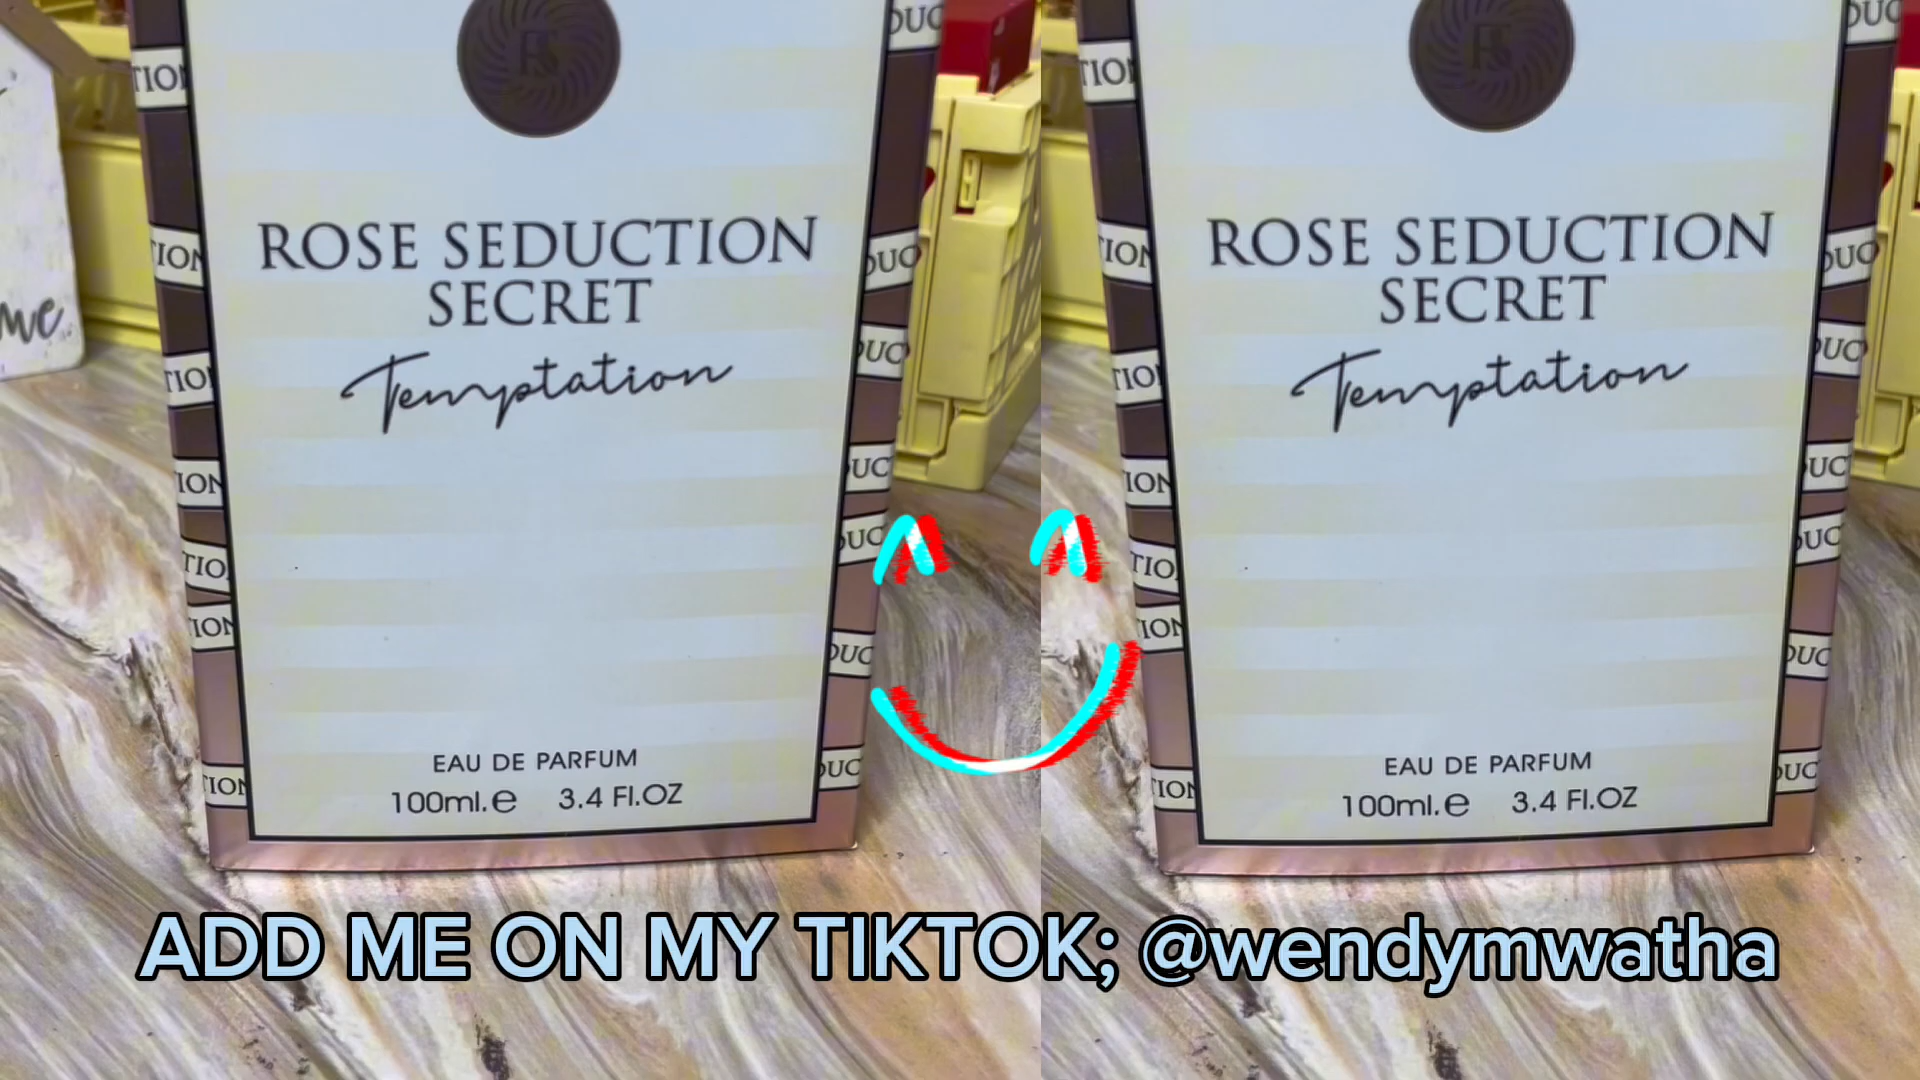 ROSE SEDUCTION
SECRET
Temptation
EAU DE PARFUM
100ml.e 3.4 Fl.OZ
ROSE SEDUCTION
SECRET
Temptation
EAU DE PARFUM
100ml.e 3.4 Fl.OZ
me
ADD ME ON MY TIKTOK; @wendymwatha